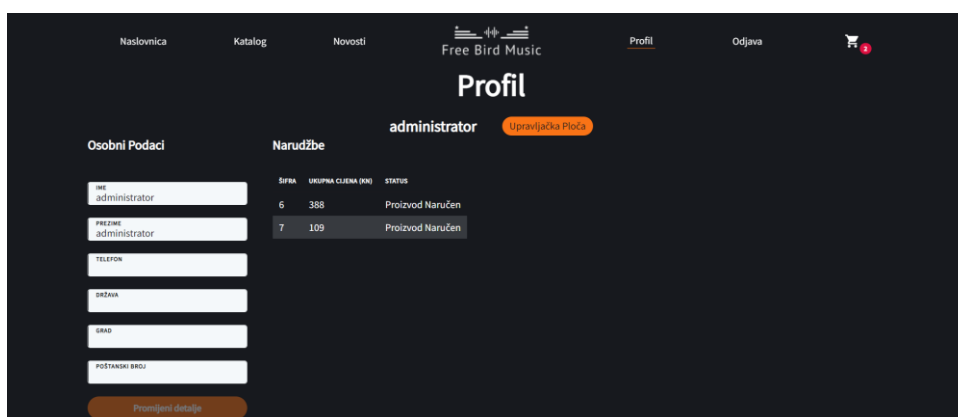 Naslovnica Katalog Novosti Free Bird Music Profil Odjava 2
Profil
administrator Upravljačka Ploča
Osobni Podaci
IME
administrator
PREZIME
administrator
TELEFON
DRŽAVA
GRAD
POŠTANSKI BROJ
Promijeni detalje
Narudžbe
ŠIFRA UKUPNA CIJENA (KN) STATUS
6 388 Proizvod Naručen
7 109 Proizvod Naručen